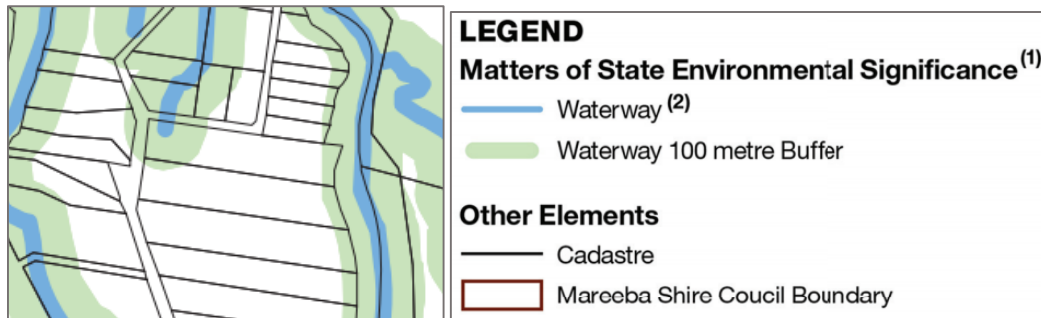 LEGEND
Matters of State Environmental Significance (1)
Waterway (2)
Waterway 100 metre Buffer
Other Elements
Cadastre
Mareeba Shire Coucil Boundary